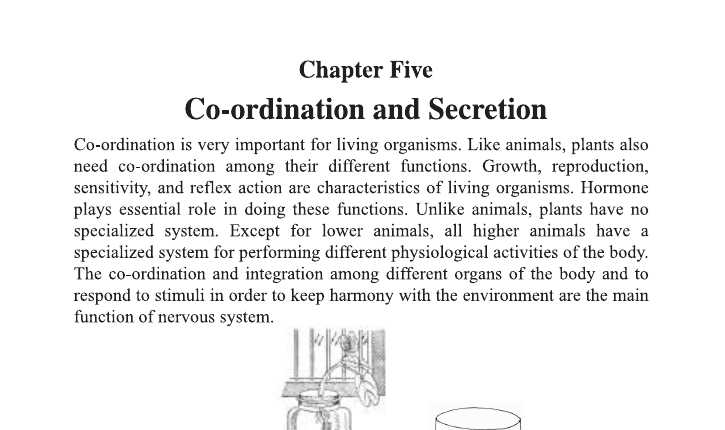 Chapter Five
Co-ordination and Secretion
Co-ordination is very important for living organisms. Like animals, plants also
need co-ordination among their different functions. Growth, reproduction,
sensitivity, and reflex action are characteristics of living organisms. Hormone
plays essential role in doing these functions. Unlike animals, plants have no
specialized system. Except for lower animals, all higher animals have a
specialized system for performing different physiological activities of the body.
The co-ordination and integration among different organs of the body and to
respond to stimuli in order to keep harmony with the environment are the main
function of nervous system.